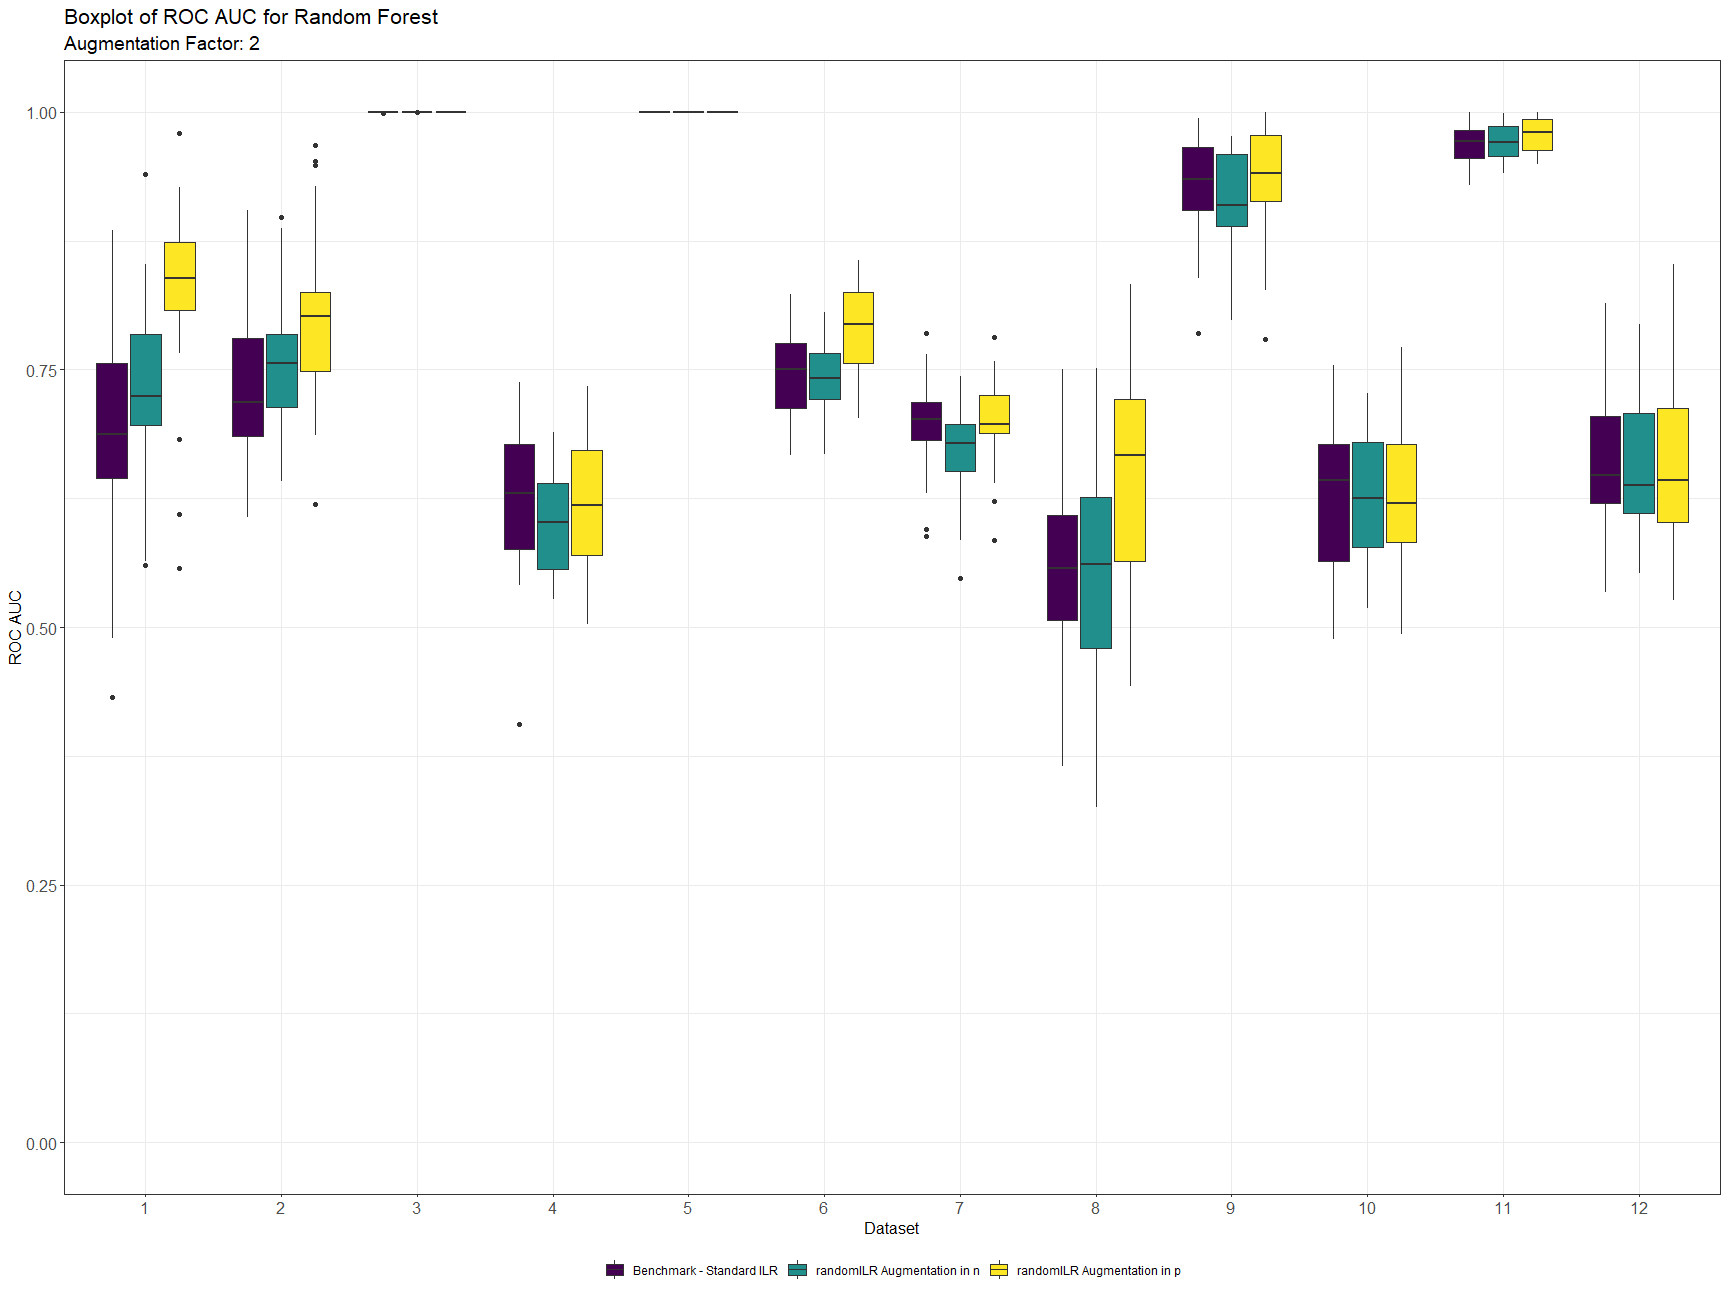 Boxplot of ROC AUC for Random Forest
Augmentation Factor: 2
1.00
0.75
0.50
0.25
0.00
ROC AUC
1 2 3 4 5 6 7 8 9 10 11 12
Dataset
Benchmark - Standard ILR randomILR Augmentation in n randomILR Augmentation in p